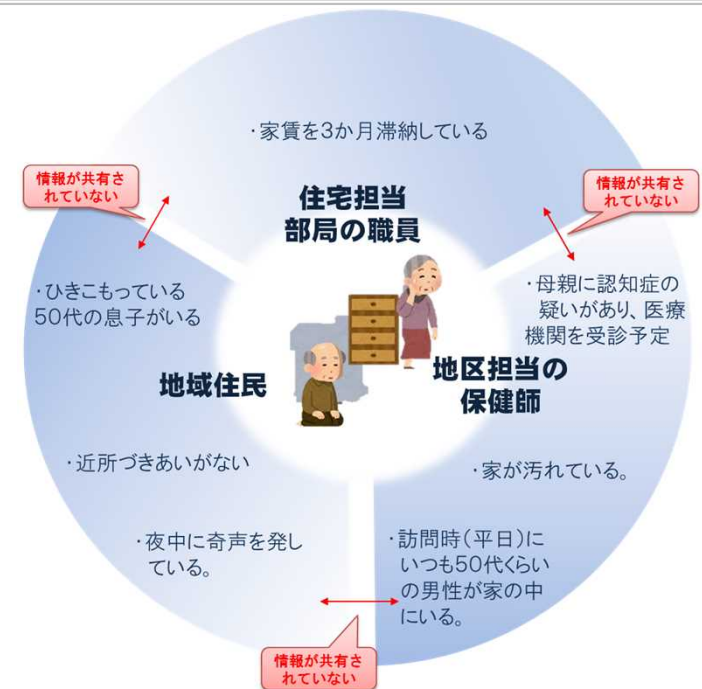 ・家賃を3か月滞納している
住宅担当
部局の職員
情報が共有さ
れていない
情報が共有さ
れていない
・ひきこもっている
50代の息子がいる
地域住民
・近所づきあいがない
・夜中に奇声を発し
ている。
・母親に認知症の
疑いがあり、医療
機関を受診予定
地区担当の
保健師
・家が汚れている。
・訪問時(平日)に
いつも50代くらい
の男性が家の中
にいる。
情報が共有さ
れていない